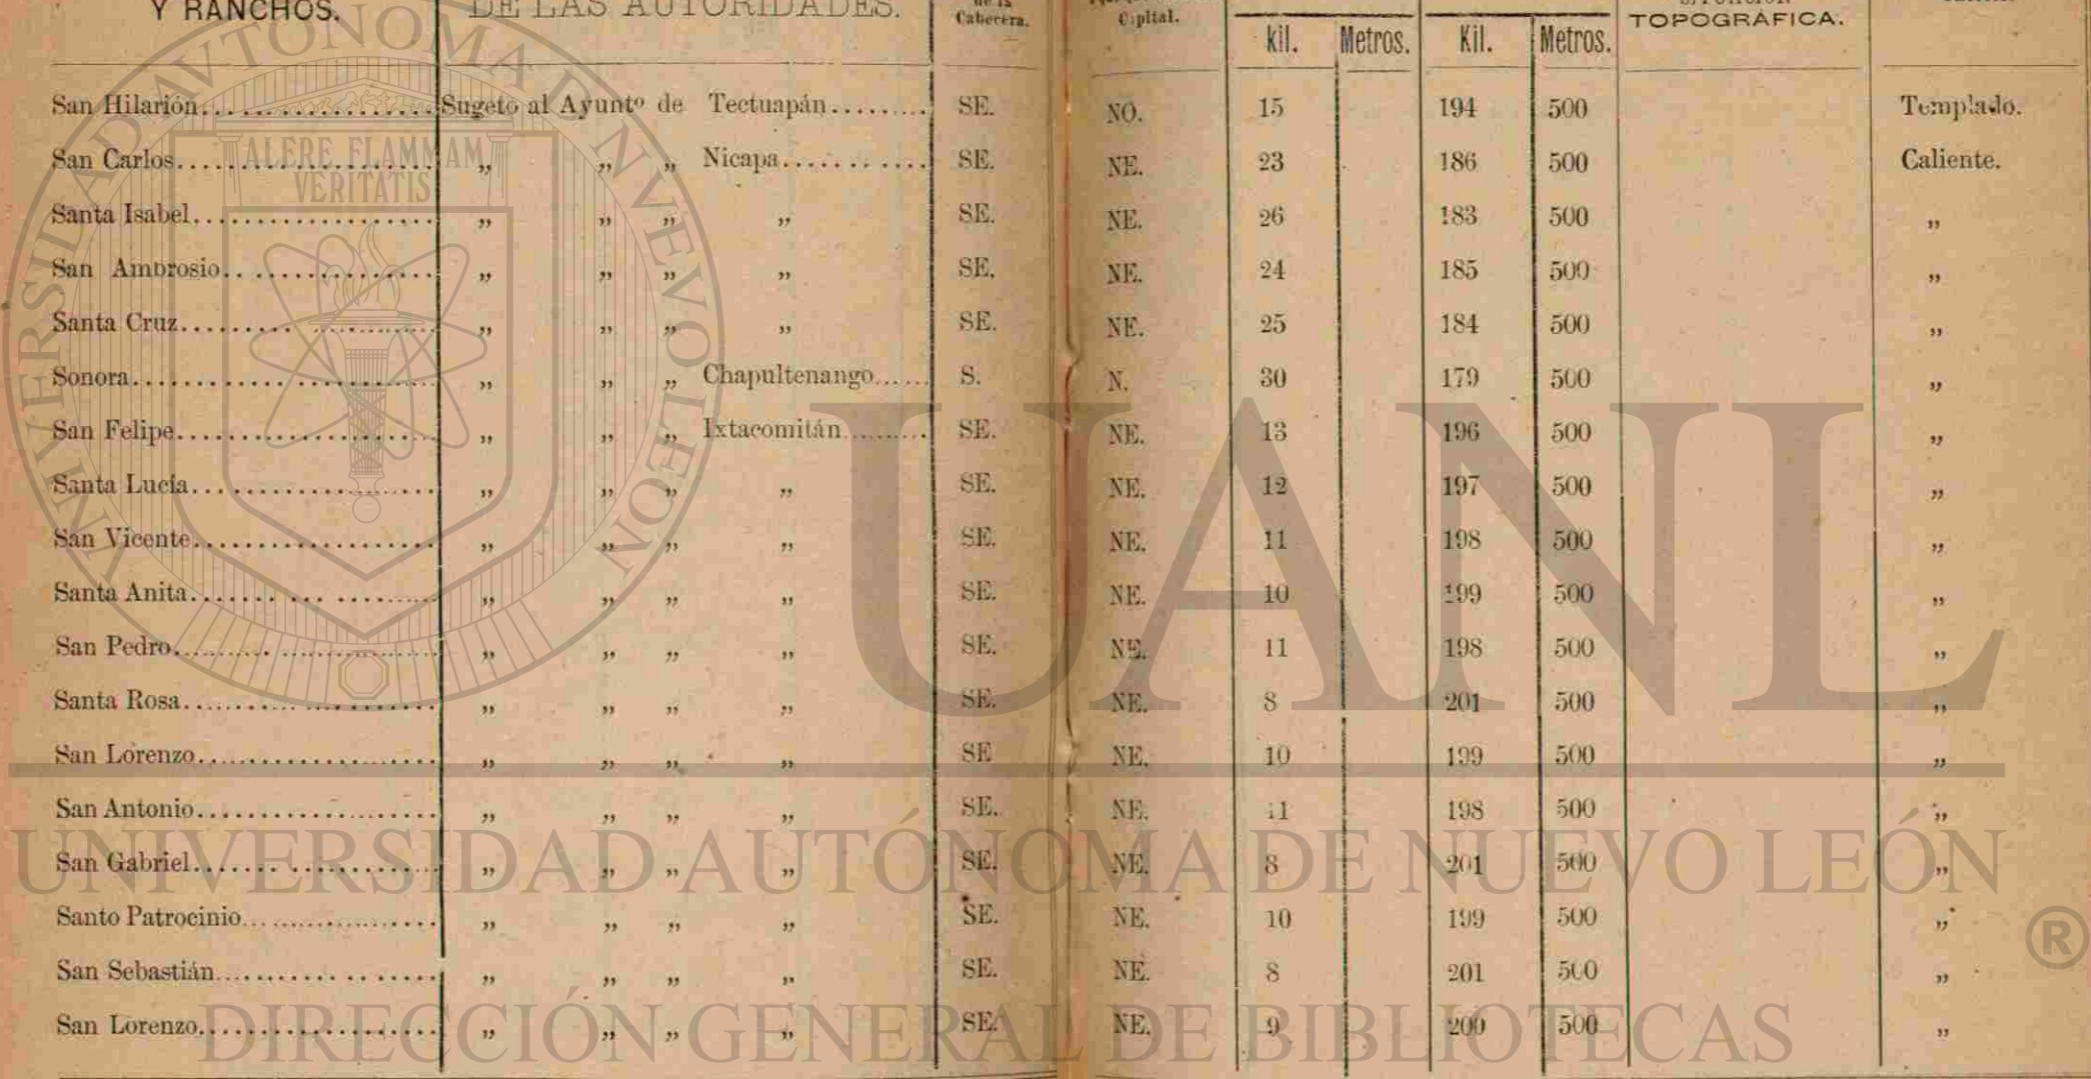 Y RANCHOS. DE LAS AUTORIDADES. de la Cabecera. Capital. Kil. Metros. Kil. Metros. TOPOGRÁFICA.
San Hilarión.................. Sugeto al Ayuntº de Tectuapán......... SE. NO. 15 194 500 Templado.
San Carlos..................... „ „ „ Nicapa............ SE. NE. 23 186 500 Caliente.
Santa Isabel................... „ „ „ „ SE. NE. 26 183 500 „
San Ambrosio................. „ „ „ „ SE. NE. 24 185 500 „
Santa Cruz..................... „ „ „ „ SE. NE. 25 184 500 „
Sonora........................... „ „ „ Chapultenango...... S. N. 30 179 500 „
San Felipe...................... „ „ „ Ixtacomitán......... SE. NE. 13 196 500 „
Santa Lucía.................... „ „ „ „ SE. NE. 12 197 500 „
San Vicente.................... „ „ „ „ SE. NE. 11 198 500 „
Santa Anita.................... „ „ „ „ SE. NE. 10 199 500 „
San Pedro...................... „ „ „ „ SE. NE. 11 198 500 „
Santa Rosa..................... „ „ „ „ SE. NE. 8 201 500 „
San Lorenzo................... „ „ „ „ SE NE. 10 199 500 „
San Antonio................... „ „ „ „ SE. NE. 11 198 500 „
San Gabriel.................... „ „ „ „ SE. NE. 8 201 500 „
Santo Patrocinio.............. „ „ „ „ SE. NE. 10 199 500 „
San Sebastián.................. „ „ „ „ SE. NE. 8 201 500 „
San Lorenzo................... „ „ „ „ SE. NE. 9 200 500 „
UNIVERSIDAD AUTONOMA DE NUEVO LEON
ALERE FLAMMAM
VERITATIS
UANL
UNIVERSIDAD AUTÓNOMA DE NUEVO LEÓN
®
DIRECCIÓN GENERAL DE BIBLIOTECAS